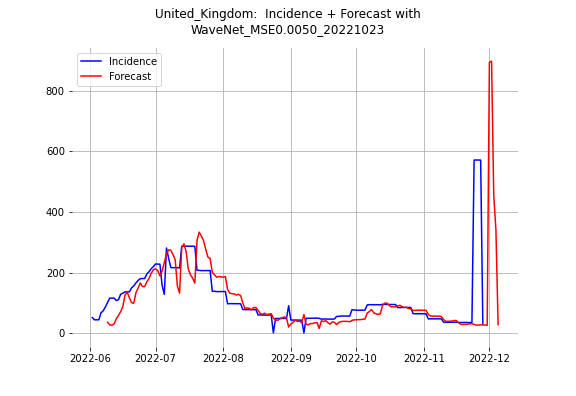 United_Kingdom:  Incidence + Forecast with
WaveNet_MSE0.0050_20221023
Incidence
Forecast
800
600
400
200
0
2022-06 2022-07 2022-08 2022-09 2022-10 2022-11 2022-12